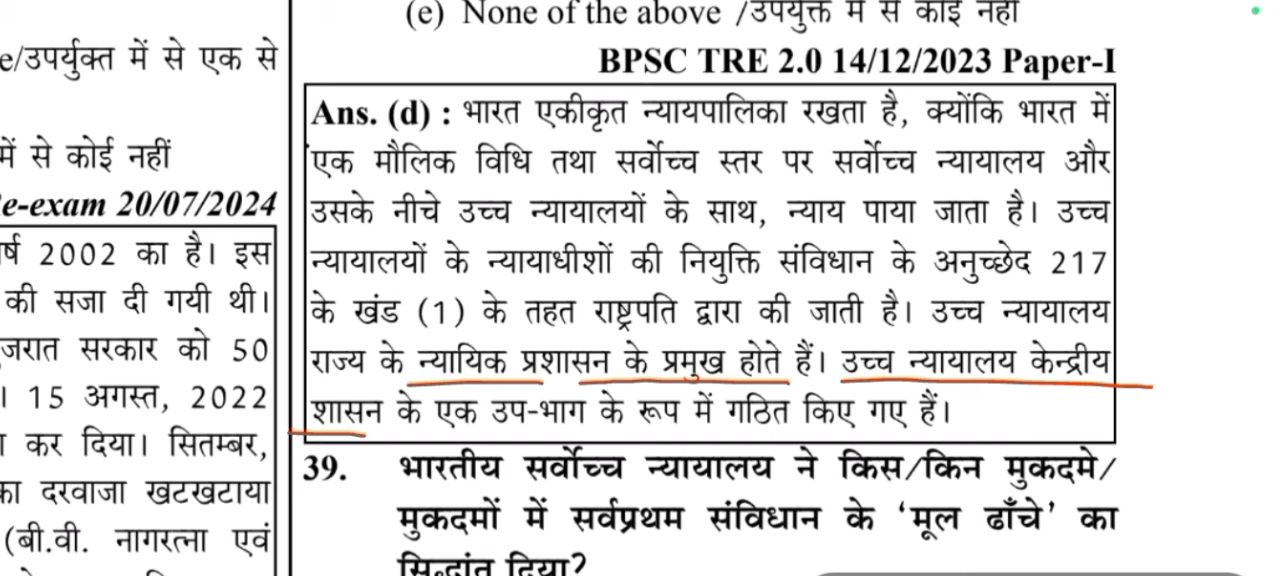 e/उपर्युक्त में से एक से
में से कोई नहीं
e-exam 20/07/2024
र्ष 2002 का है। इस
की सजा दी गयी थी।
जरात सरकार को 50
। 15 अगस्त, 2022
कर दिया। सितम्बर,
का दरवाजा खटखटाया
(बी.वी. नागरत्ना एवं
(e) None of the above /उपर्युक्त में से कोई नहीं
BPSC TRE 2.0 14/12/2023 Paper-I
Ans. (d) : भारत एकीकृत न्यायपालिका रखता है, क्योंकि भारत में
एक मौलिक विधि तथा सर्वोच्च स्तर पर सर्वोच्च न्यायालय और
उसके नीचे उच्च न्यायालयों के साथ, न्याय पाया जाता है। उच्च
न्यायालयों के न्यायाधीशों की नियुक्ति संविधान के अनुच्छेद 217
के खंड (1) के तहत राष्ट्रपति द्वारा की जाती है। उच्च न्यायालय
राज्य के न्यायिक प्रशासन के प्रमुख होते हैं। उच्च न्यायालय केन्द्रीय
शासन के एक उप-भाग के रूप में गठित किए गए हैं।
39. भारतीय सर्वोच्च न्यायालय ने किस/किन मुकदमे/
मुकदमों में सर्वप्रथम संविधान के ‘मूल ढाँचे’ का
सिद्धांत दिया?